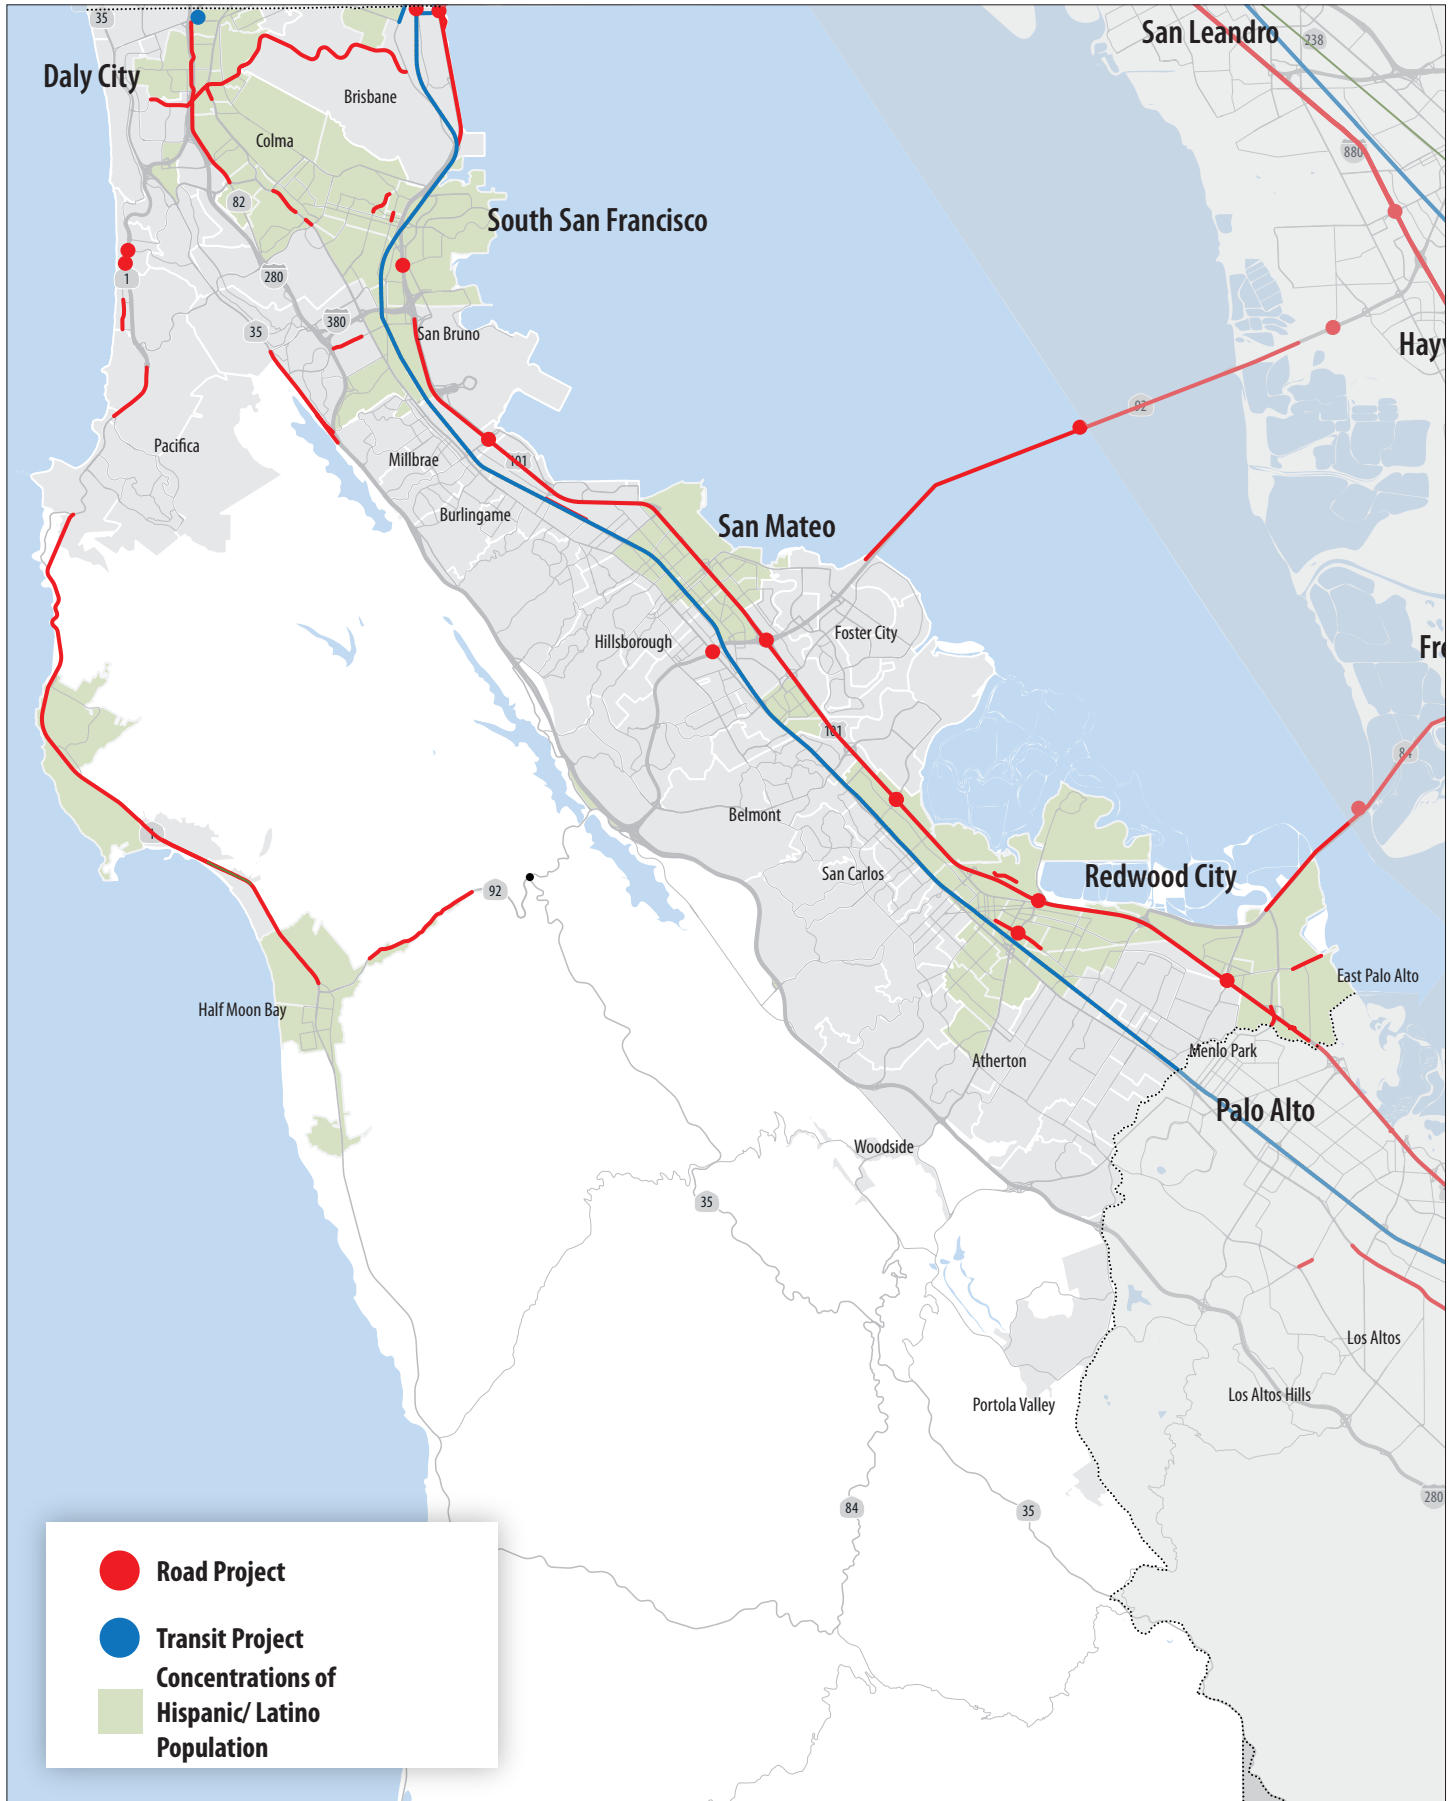 35
San Leandro
238
Daly City
Brisbane
Colma
880
82
South San Francisco
1
280
380
35
San Bruno
Hayw
92
Pacifica
Millbrae
101
Burlingame
San Mateo
Foster City
Hillsborough
Fre
101
84
Belmont
1
San Carlos
Redwood City
92
East Palo Alto
Half Moon Bay
Menlo Park
Atherton
Palo Alto
Woodside
35
Los Altos
Los Altos Hills
Portola Valley
280
84
35
Road Project
Transit Project
Concentrations of
Hispanic/ Latino
Population